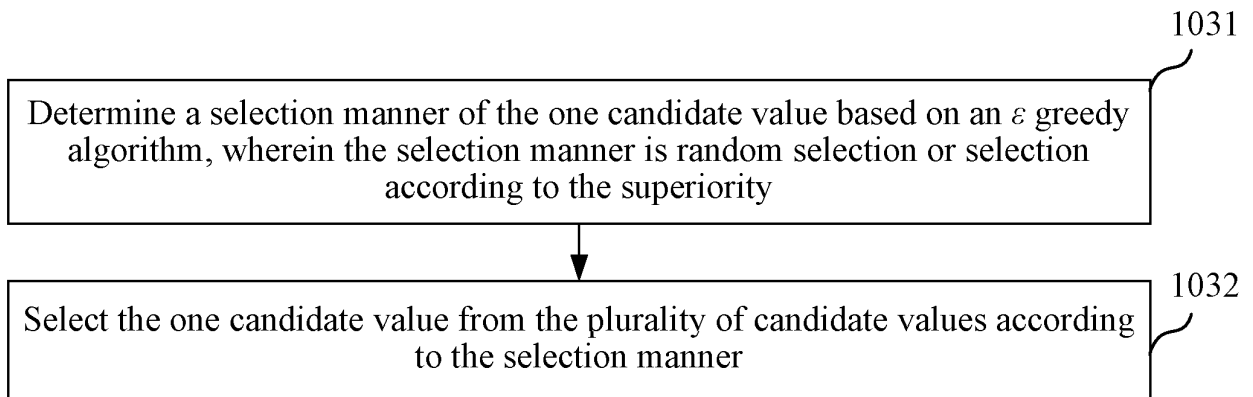 1031
Determine a selection manner of the one candidate value based on an ε greedy
algorithm, wherein the selection manner is random selection or selection
according to the superiority
1032
Select the one candidate value from the plurality of candidate values according
to the selection manner